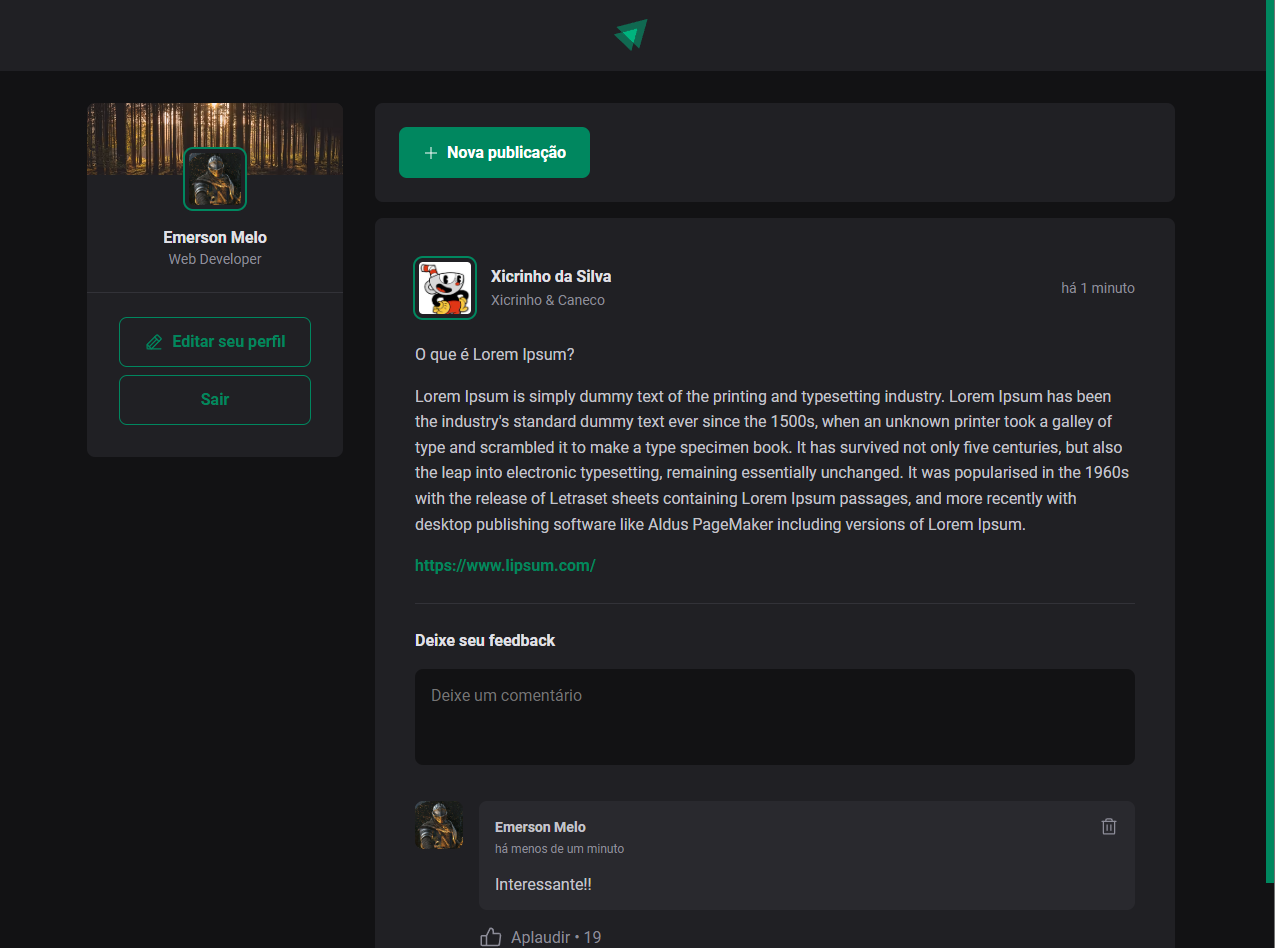 Emerson Melo
Web Developer
Editar seu perfil
Sair
Nova publicação
Xicrinho da Silva
Xicrinho & Caneco
há 1 minuto
O que é Lorem Ipsum?
Lorem Ipsum is simply dummy text of the printing and typesetting industry. Lorem Ipsum has been
the industry's standard dummy text ever since the 1500s, when an unknown printer took a galley of
type and scrambled it to make a type specimen book. It has survived not only five centuries, but also
the leap into electronic typesetting, remaining essentially unchanged. It was popularised in the 1960s
with the release of Letraset sheets containing Lorem Ipsum passages, and more recently with
desktop publishing software like Aldus PageMaker including versions of Lorem Ipsum.
https://www.lipsum.com/
Deixe seu feedback
Deixe um comentário
Emerson Melo
há menos de um minuto
Interessante!!
Aplaudir • 19